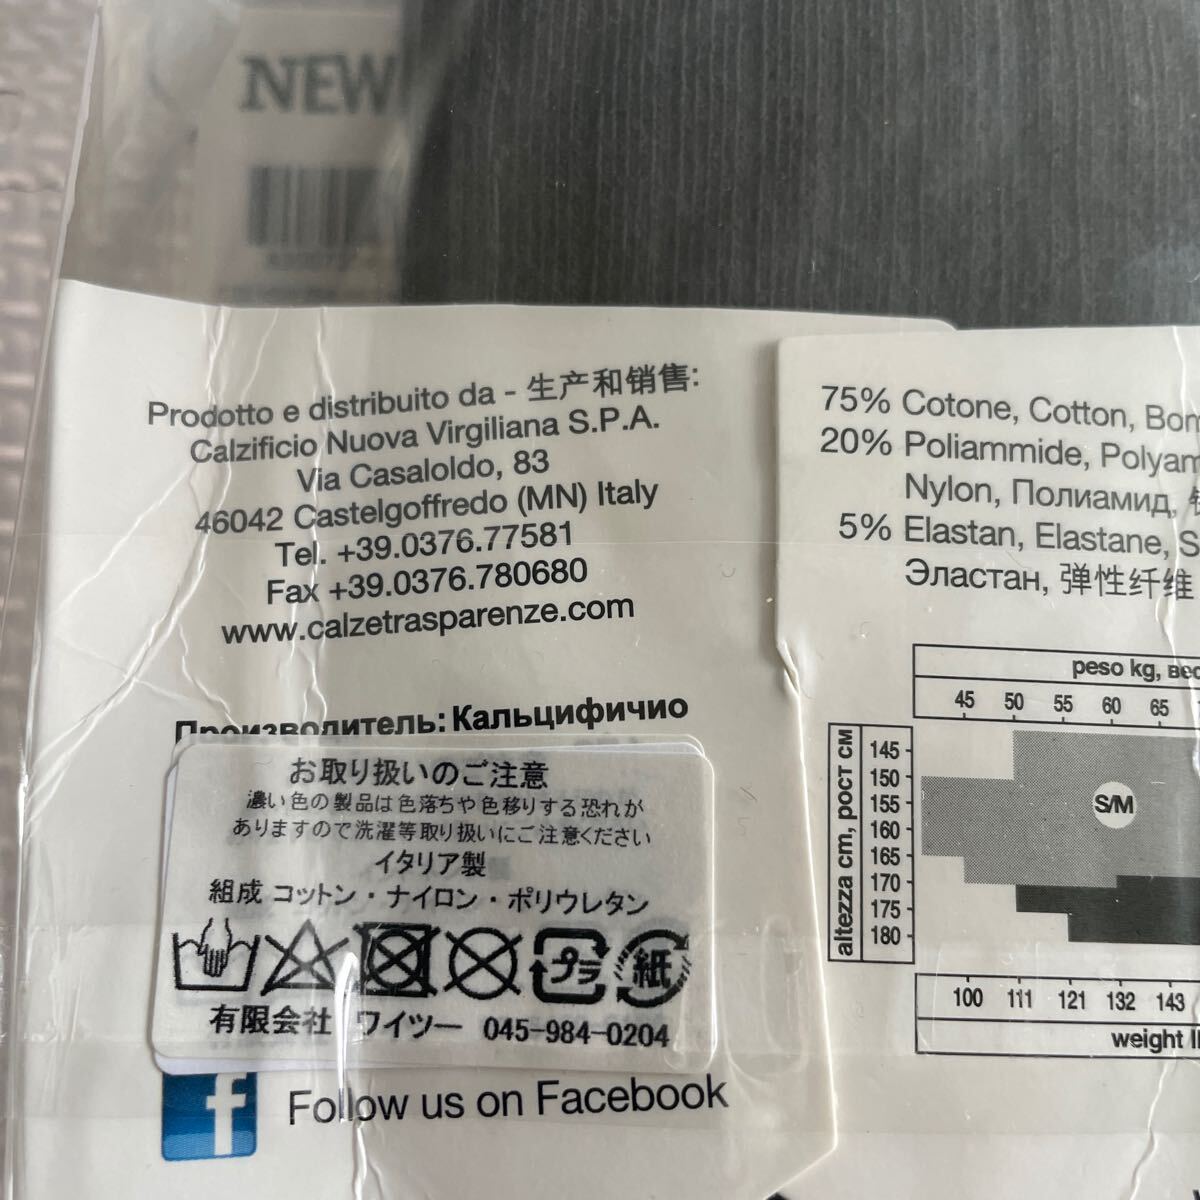 NEW
Prodotto e distribuito da - 生产和销售:
Calzificio Nuova Virgiliana S.P.A.
Via Casaloldo, 83
46042 Castelgoffredo (MN) Italy
Tel. +39.0376.77581
Fax +39.0376.780680
www.calzetrasparenze.com
Производитель: Кальцифичио
お取り扱いのご注意
濃い色の製品は色落ちや色移りする恐れが
ありますので洗濯等取り扱いにご注意ください
イタリア製
組成 コットン・ナイロン・ポリウレタン
プラ 紙
有限会社 ワイツー 045-984-0204
f Follow us on Facebook
75% Cotone, Cotton,
20% Poliammide,
Nylon, Полиамид,
5% Elastan, Elastane,
Эластан, 弹性纤维
peso kg,
45 50 55 60 65
altezza cm, рост см
145
150
155
160
165
170
175
180
S/M
100 111 121 132 143
weight